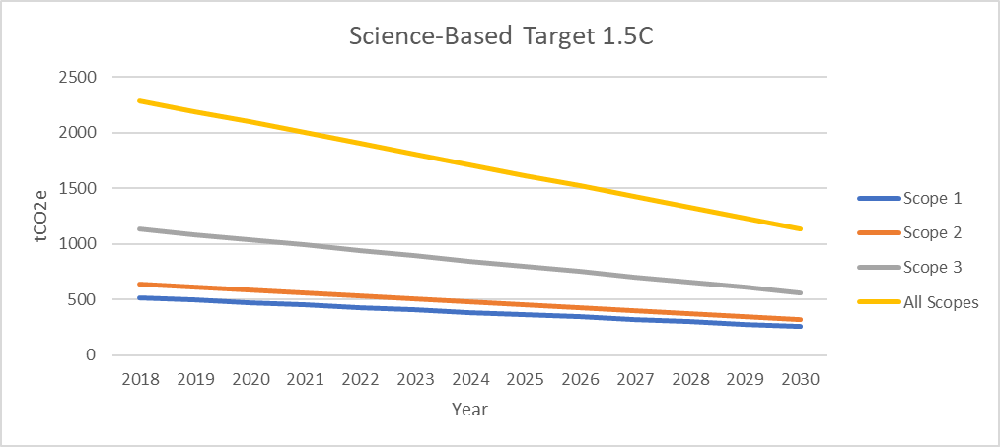 Science-Based Target 1.5C
2500
2000
1500
1000
500
0
tCO2e
2018 2019 2020 2021 2022 2023 2024 2025 2026 2027 2028 2029 2030
Year
Scope 1
Scope 2
Scope 3
All Scopes